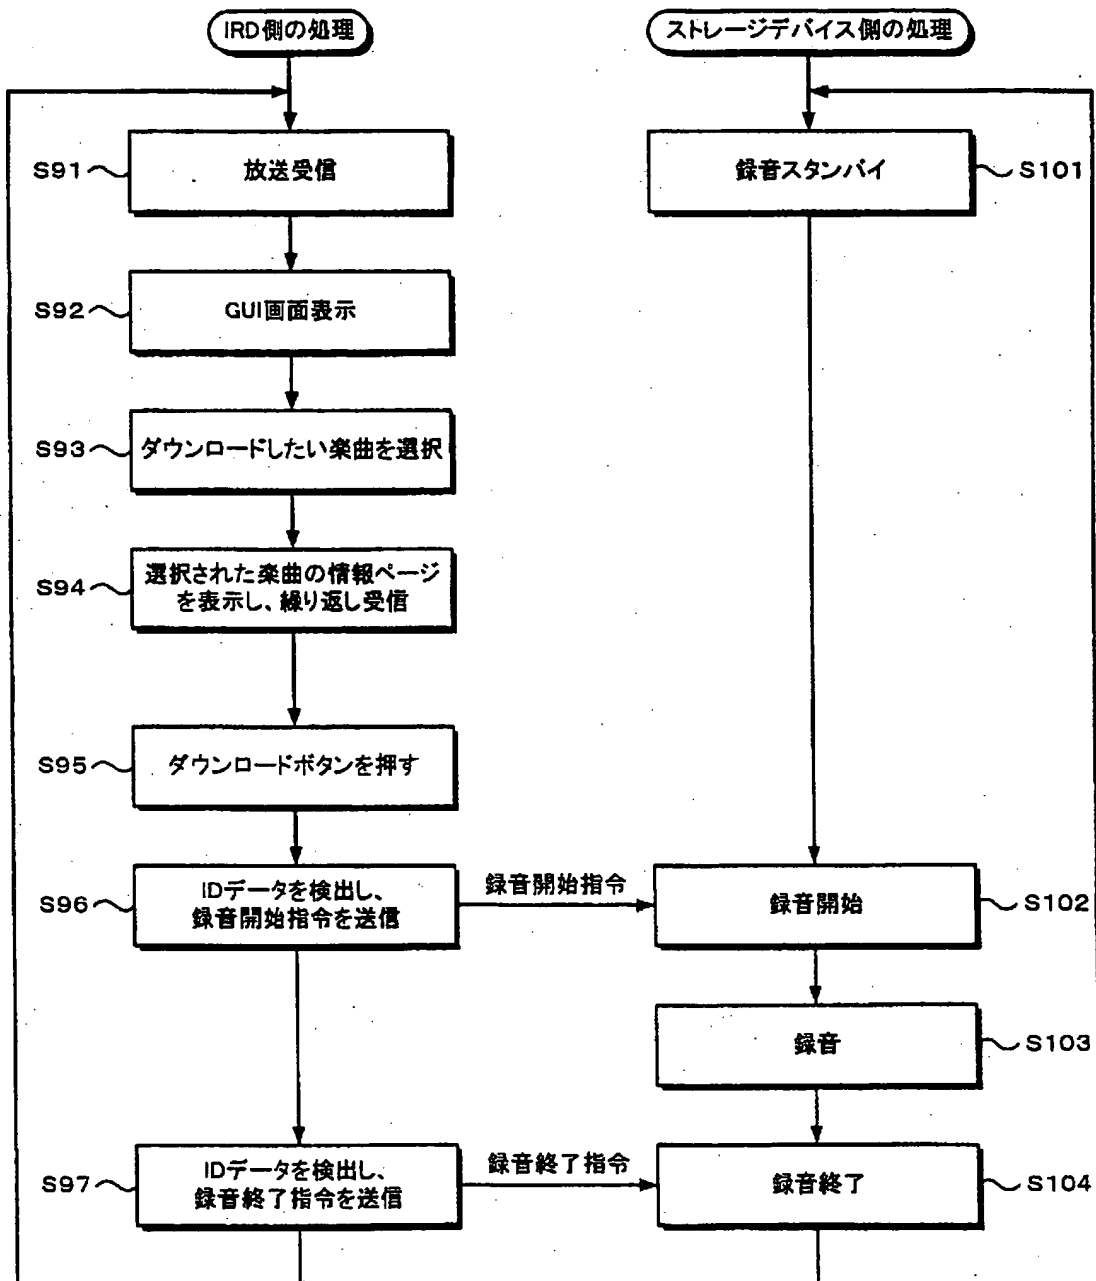 IRD側の処理
ストレージデバイス側の処理
S91
放送受信
録音スタンバイ
S101
S92
GUI画面表示
S93
ダウンロードしたい楽曲を選択
S94
選択された楽曲の情報ページ
を表示し、繰り返し受信
S95
ダウンロードボタンを押す
S96
IDデータを検出し、
録音開始指令を送信
録音開始指令
録音開始
S102
録音
S103
S97
IDデータを検出し、
録音終了指令を送信
録音終了指令
録音終了
S104